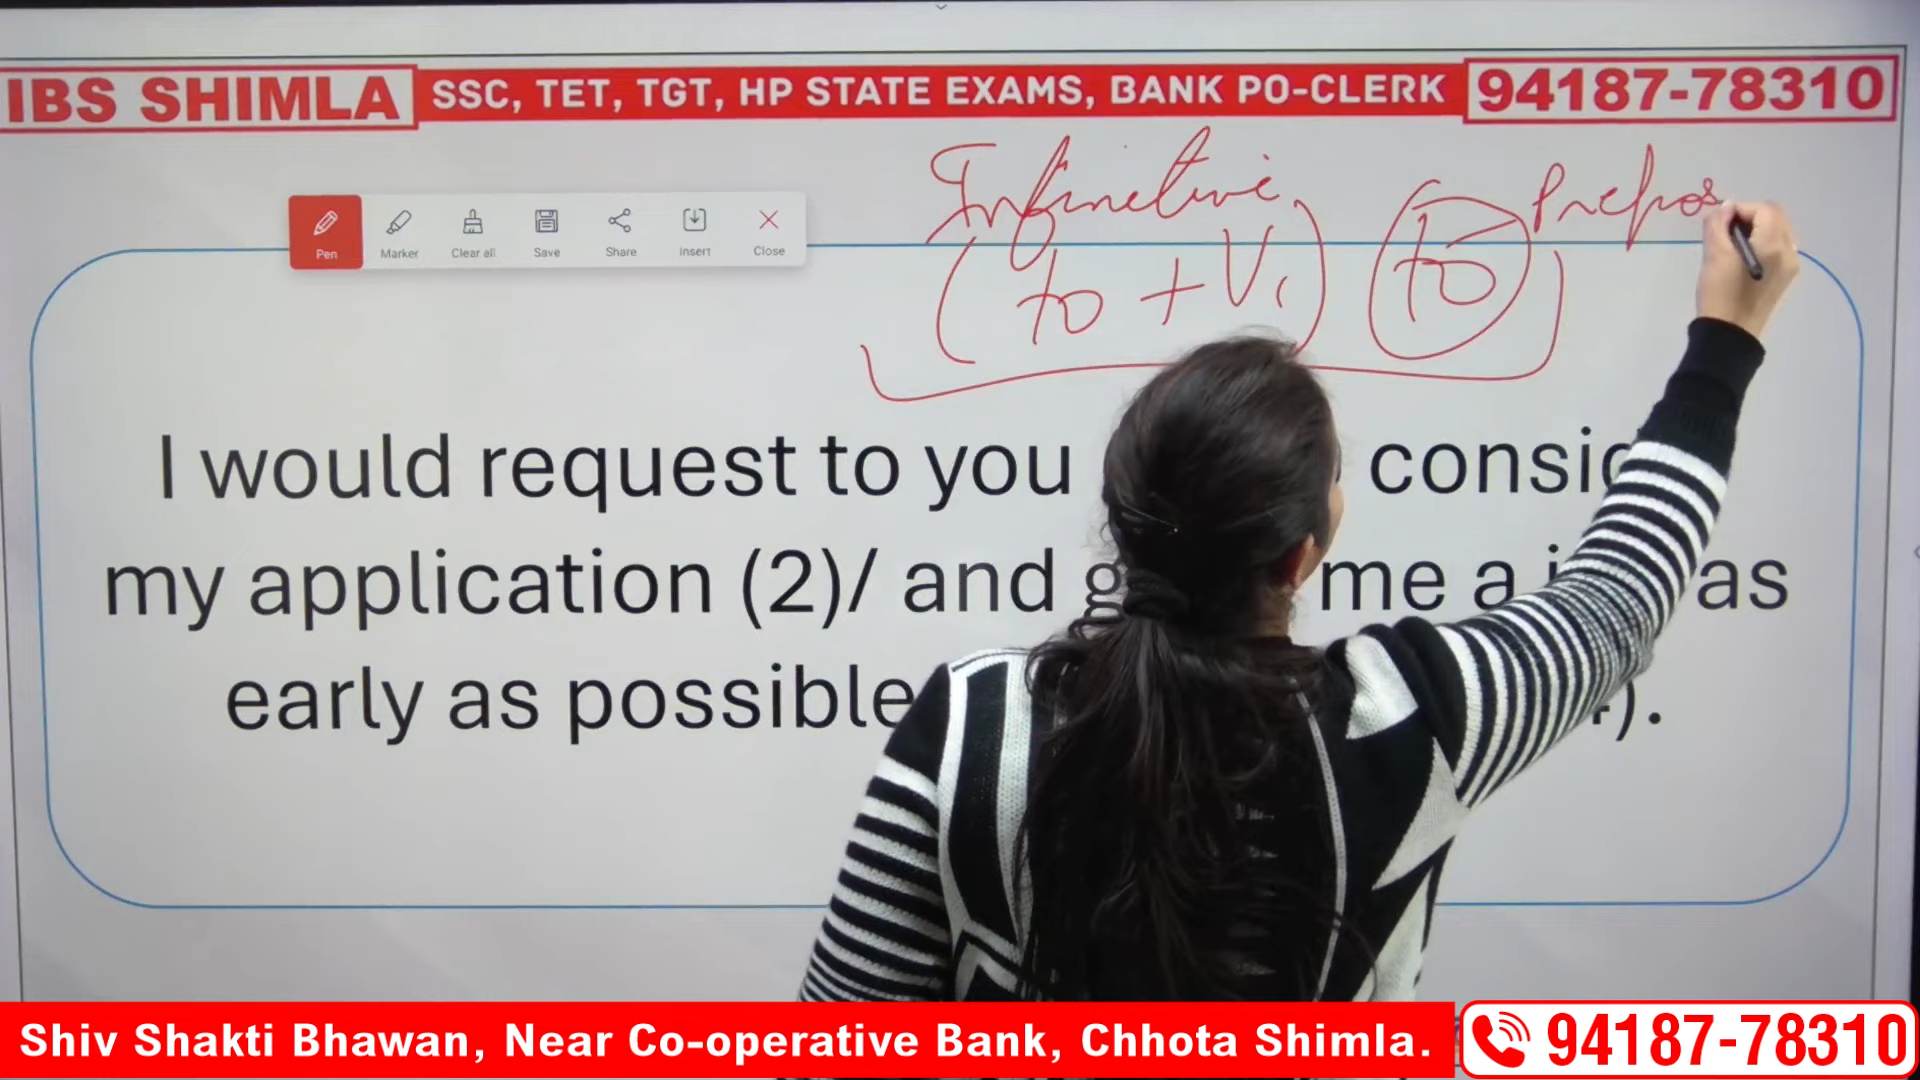 IBS SHIMLA SSC, TET, TGT, HP STATE EXAMS, BANK PO-CLERK 94187-78310
Infinetive Prepos
(to + V1) to
Pen Marker Clear all Save Share Insert Close
I would request to you consid
my application (2)/ and g me a as
early as possible ).
Shiv Shakti Bhawan, Near Co-operative Bank, Chhota Shimla. 94187-78310